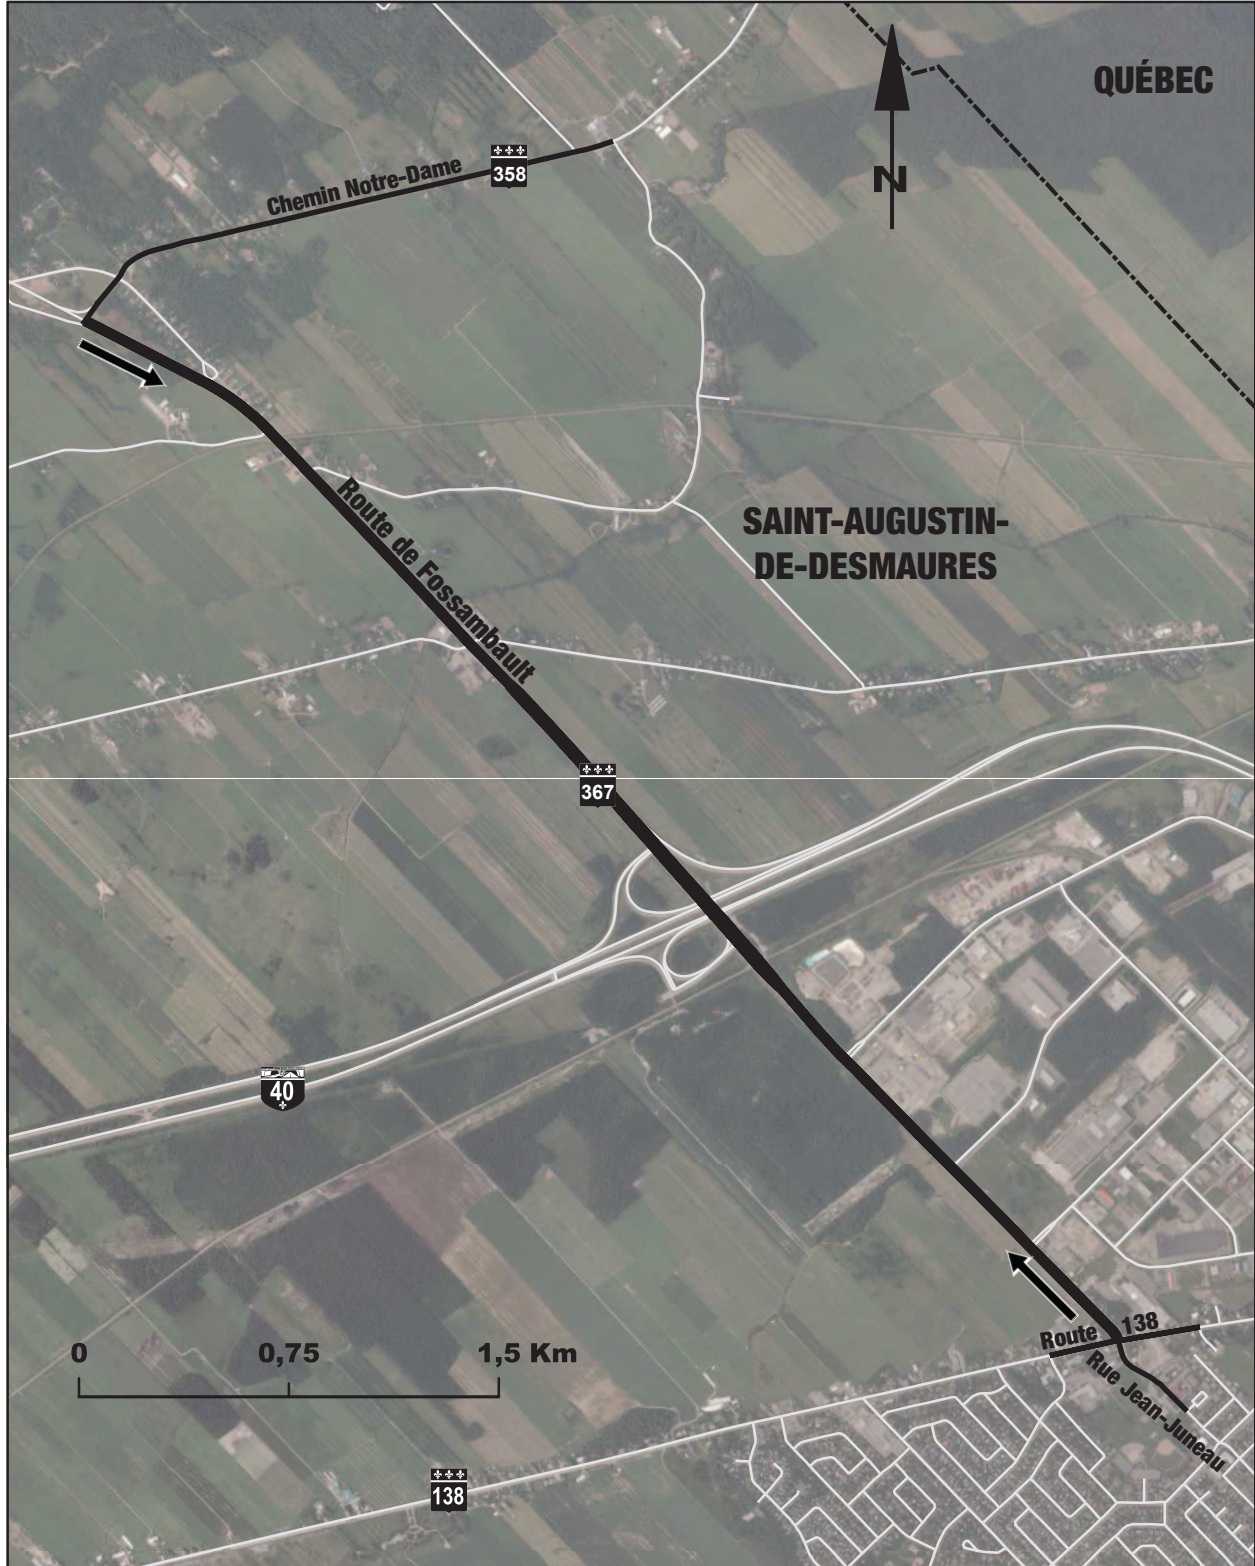 QUÉBEC
Chemin Notre-Dame
358
N
SAINT-AUGUSTIN-
DE-DESMAURES
Route de Fossambault
367
40
0 0,75 1,5 Km
Route 138
Rue Jean-Juneau
138